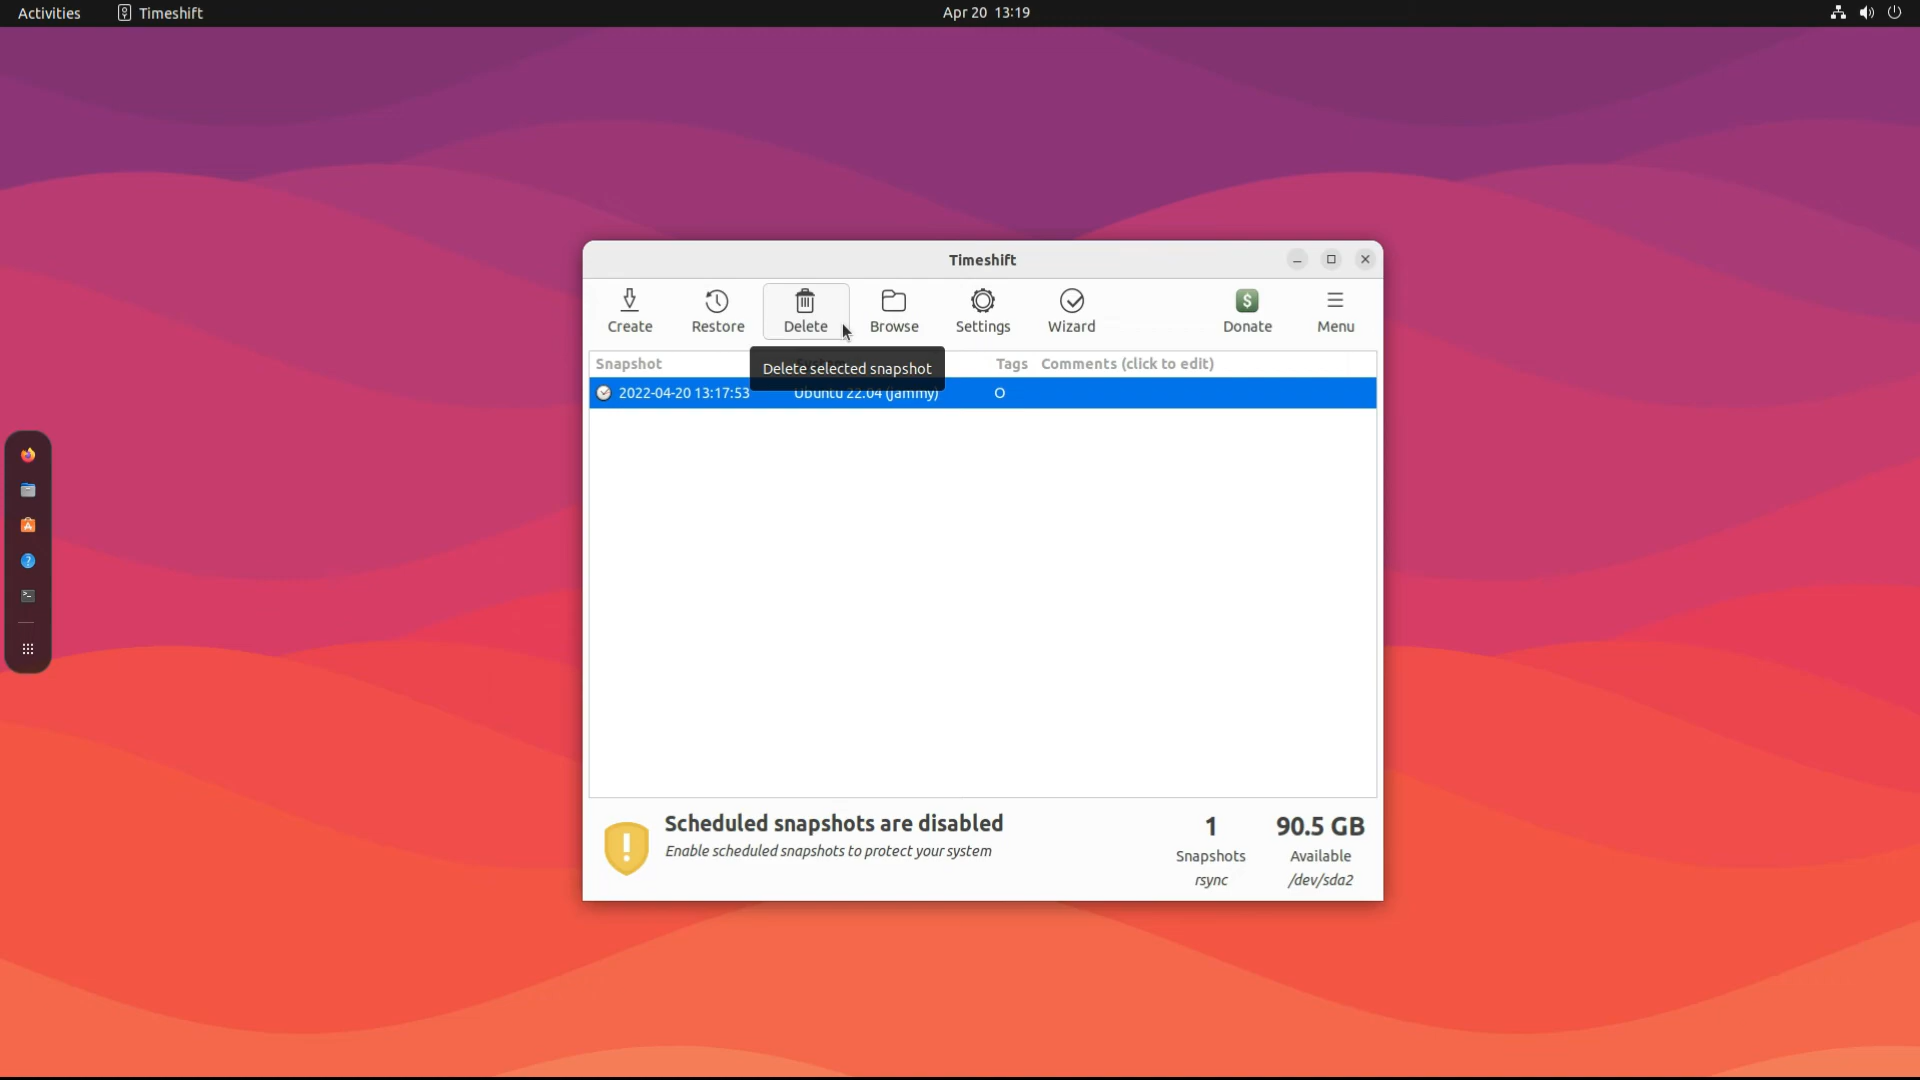 Activities Timeshift Apr 20 13:19
Timeshift
Create Restore Delete Browse Settings Wizard Donate Menu
Snapshot Tags Comments (click to edit)
Delete selected snapshot
2022-04-20 13:17:53 Ubuntu 22.04 (jammy) O
Scheduled snapshots are disabled
Enable scheduled snapshots to protect your system
1 90.5 GB
Snapshots Available
rsync /dev/sda2